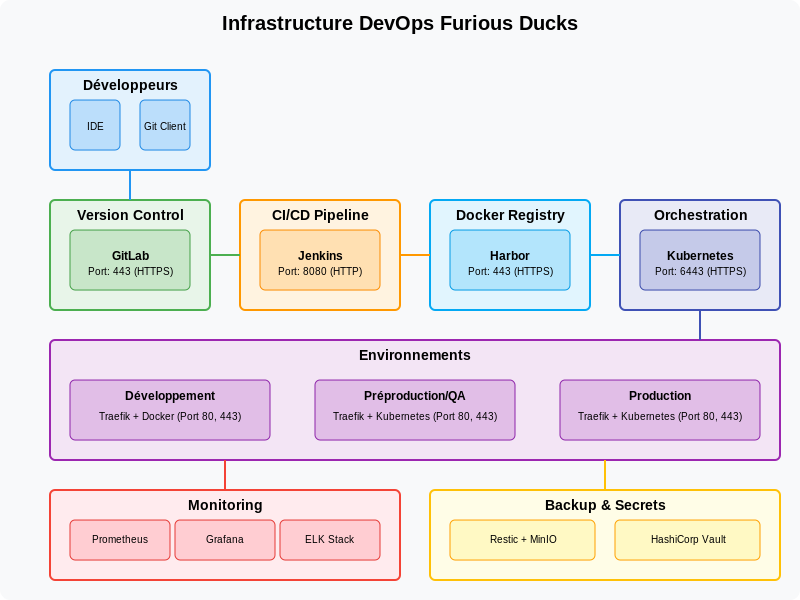 Infrastructure DevOps Furious Ducks
Développeurs
IDE
Git Client
Version Control
GitLab
Port: 443 (HTTPS)
CI/CD Pipeline
Jenkins
Port: 8080 (HTTP)
Docker Registry
Harbor
Port: 443 (HTTPS)
Orchestration
Kubernetes
Port: 6443 (HTTPS)
Environnements
Développement
Traefik + Docker (Port 80, 443)
Préproduction/QA
Traefik + Kubernetes (Port 80, 443)
Production
Traefik + Kubernetes (Port 80, 443)
Monitoring
Prometheus
Grafana
ELK Stack
Backup & Secrets
Restic + MinIO
HashiCorp Vault